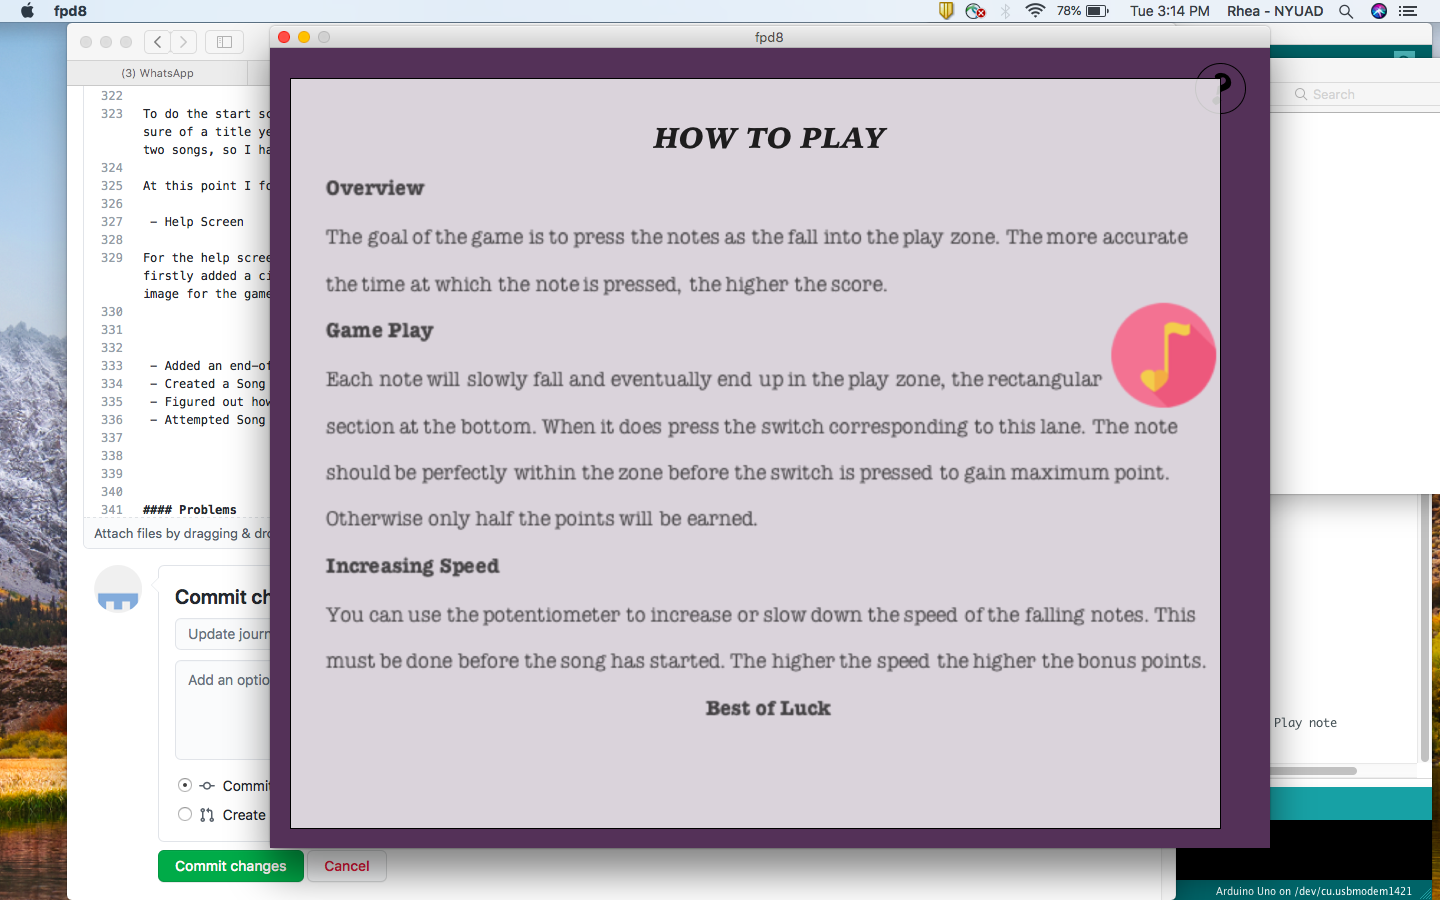 fpd8
78%
Tue 3:14 PM
Rhea - NYUAD
fpd8
(3) WhatsApp
Search
322
323 To do the start
sure of a title
two songs, so I
324
325 At this point I
326
327 - Help Screen
328
329 For the help
firstly added a
image for the
330
331
332
333 - Added an
334 - Created a Song
335 - Figured out
336 - Attempted Song
337
338
339
340
341 #### Problems
Attach files by dragging &
Commit
Update
Add an
Commit
Create
Commit changes
Cancel
HOW TO PLAY
Overview
The goal of the game is to press the notes as the fall into the play zone. The more accurate
the time at which the note is pressed, the higher the score.
Game Play
Each note will slowly fall and eventually end up in the play zone, the rectangular
section at the bottom. When it does press the switch corresponding to this lane. The note
should be perfectly within the zone before the switch is pressed to gain maximum point.
Otherwise only half the points will be earned.
Increasing Speed
You can use the potentiometer to increase or slow down the speed of the falling notes. This
must be done before the song has started. The higher the speed the higher the bonus points.
Best of Luck
Play note
Arduino Uno on /dev/cu.usbmodem1421